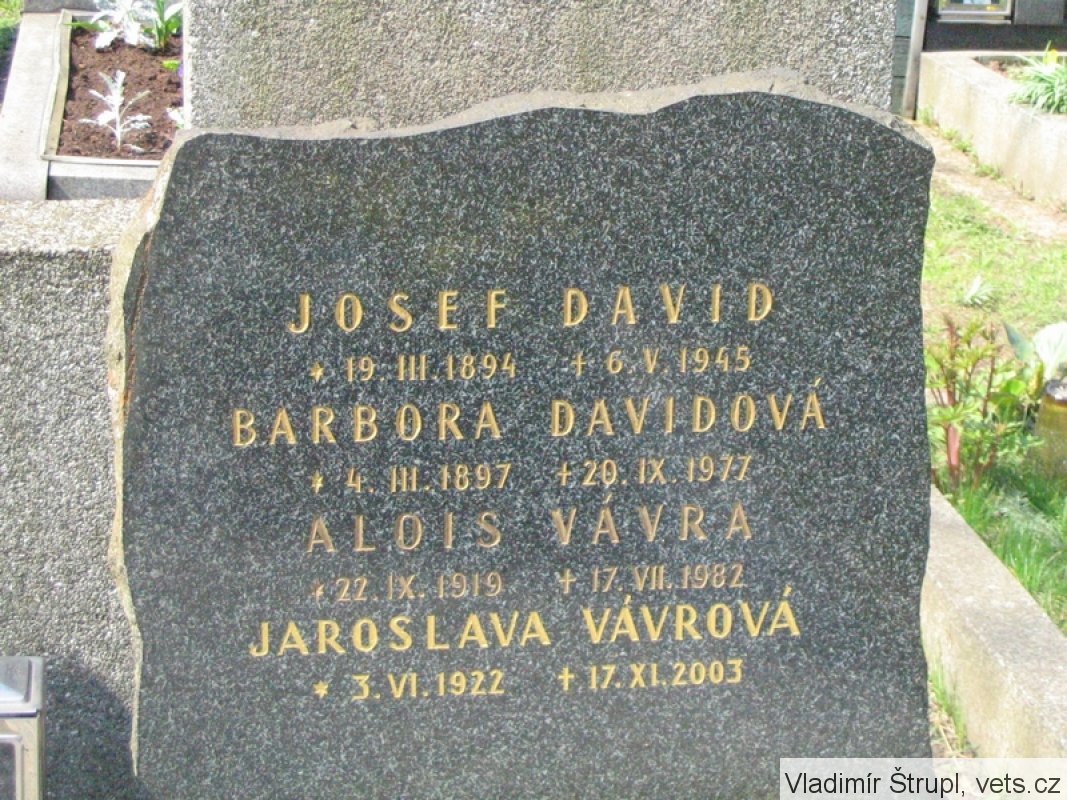 JOSEF DAVID
* 19. III. 1894 + 6. V. 1945
BARBORA DAVIDOVÁ
* 4. III. 1897 + 20. IX. 1977
ALOIS VÁVRA
* 22. IX. 1919 + 17. VII. 1982
JAROSLAVA VÁVROVÁ
* 3. VI. 1922 + 17. XI. 2003
Vladimír Štrupl, vets.cz